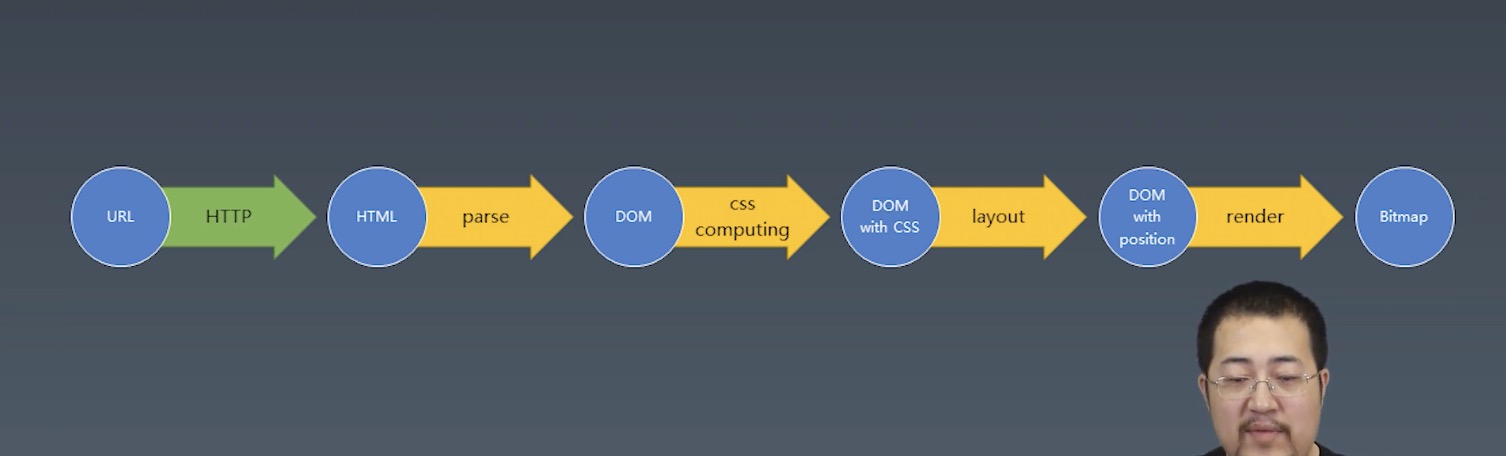 URL
HTTP
HTML
parse
DOM
css
computing
DOM
with CSS
layout
DOM
with
position
render
Bitmap